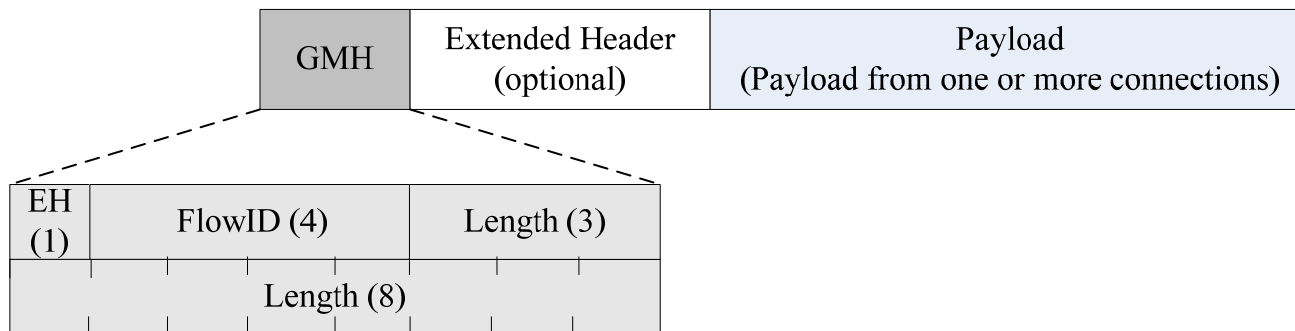 GMH
Extended Header
(optional)
Payload
(Payload from one or more connections)
EH
(1)
FlowID (4)
Length (3)
Length (8)